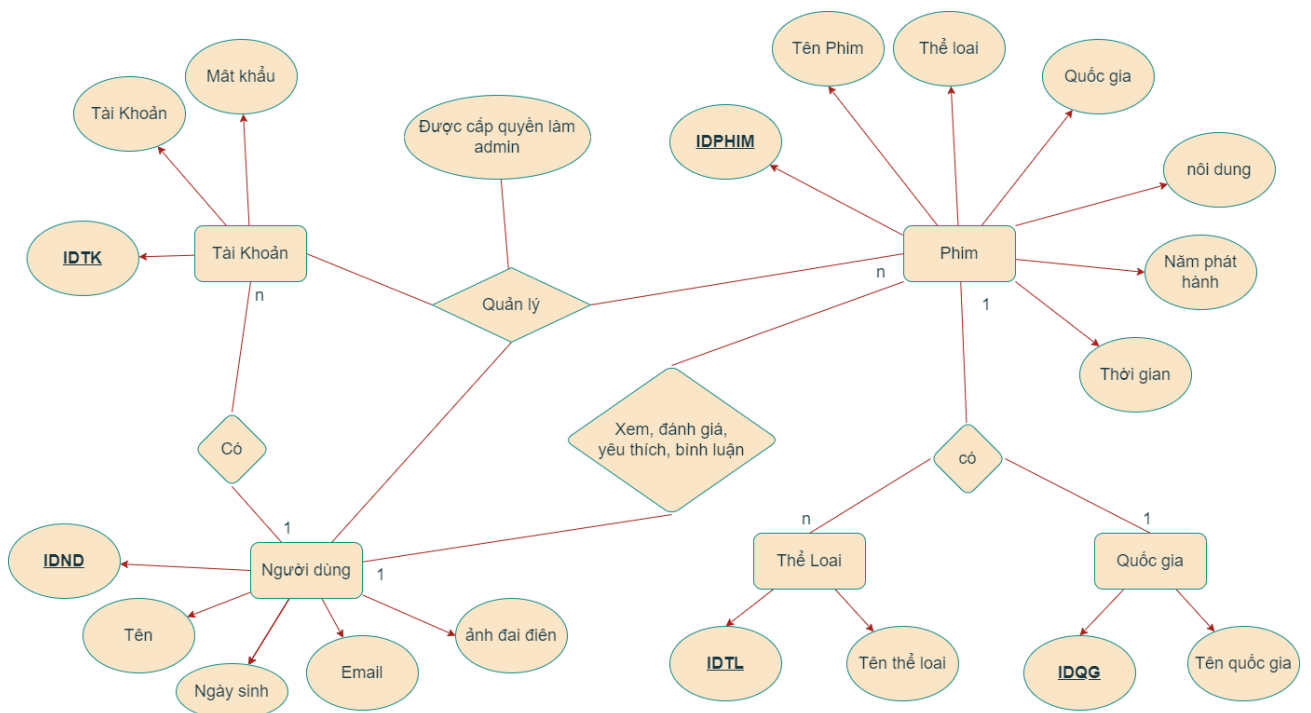 Tên Phim
Thể loai
Quốc gia
Mât khẩu
Tài Khoản
Được cấp quyền làm
admin
IDPHIM
nôi dung
IDTK
Tài Khoản
Phim
Năm phát
hành
n
n
1
Quản lý
Thời gian
Xem, đánh giá,
yêu thích, bình luận
Có
có
n
1
1
IDND
Người dùng
1
Thể Loai
Quốc gia
Tên
ảnh đai điên
Ngày sinh
Email
IDTL
Tên thể loai
IDQG
Tên quốc gia